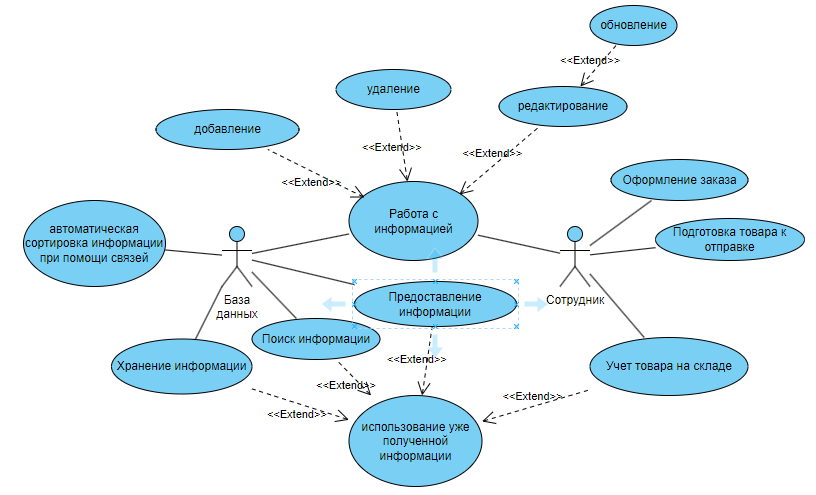 обновление
<<Extend>>
удаление
редактирование
добавление
<<Extend>>
<<Extend>>
<<Extend>>
Оформление заказа
Работа с
информацией
автоматическая
сортировка информации
при помощи связей
Подготовка товара к
отправке
База
данных
Предоставление
информации
Сотрудник
Поиск информации
<<Extend>>
Хранение информации
Учет товара на складе
<<Extend>>
<<Extend>>
<<Extend>>
использование уже
полученной
информации